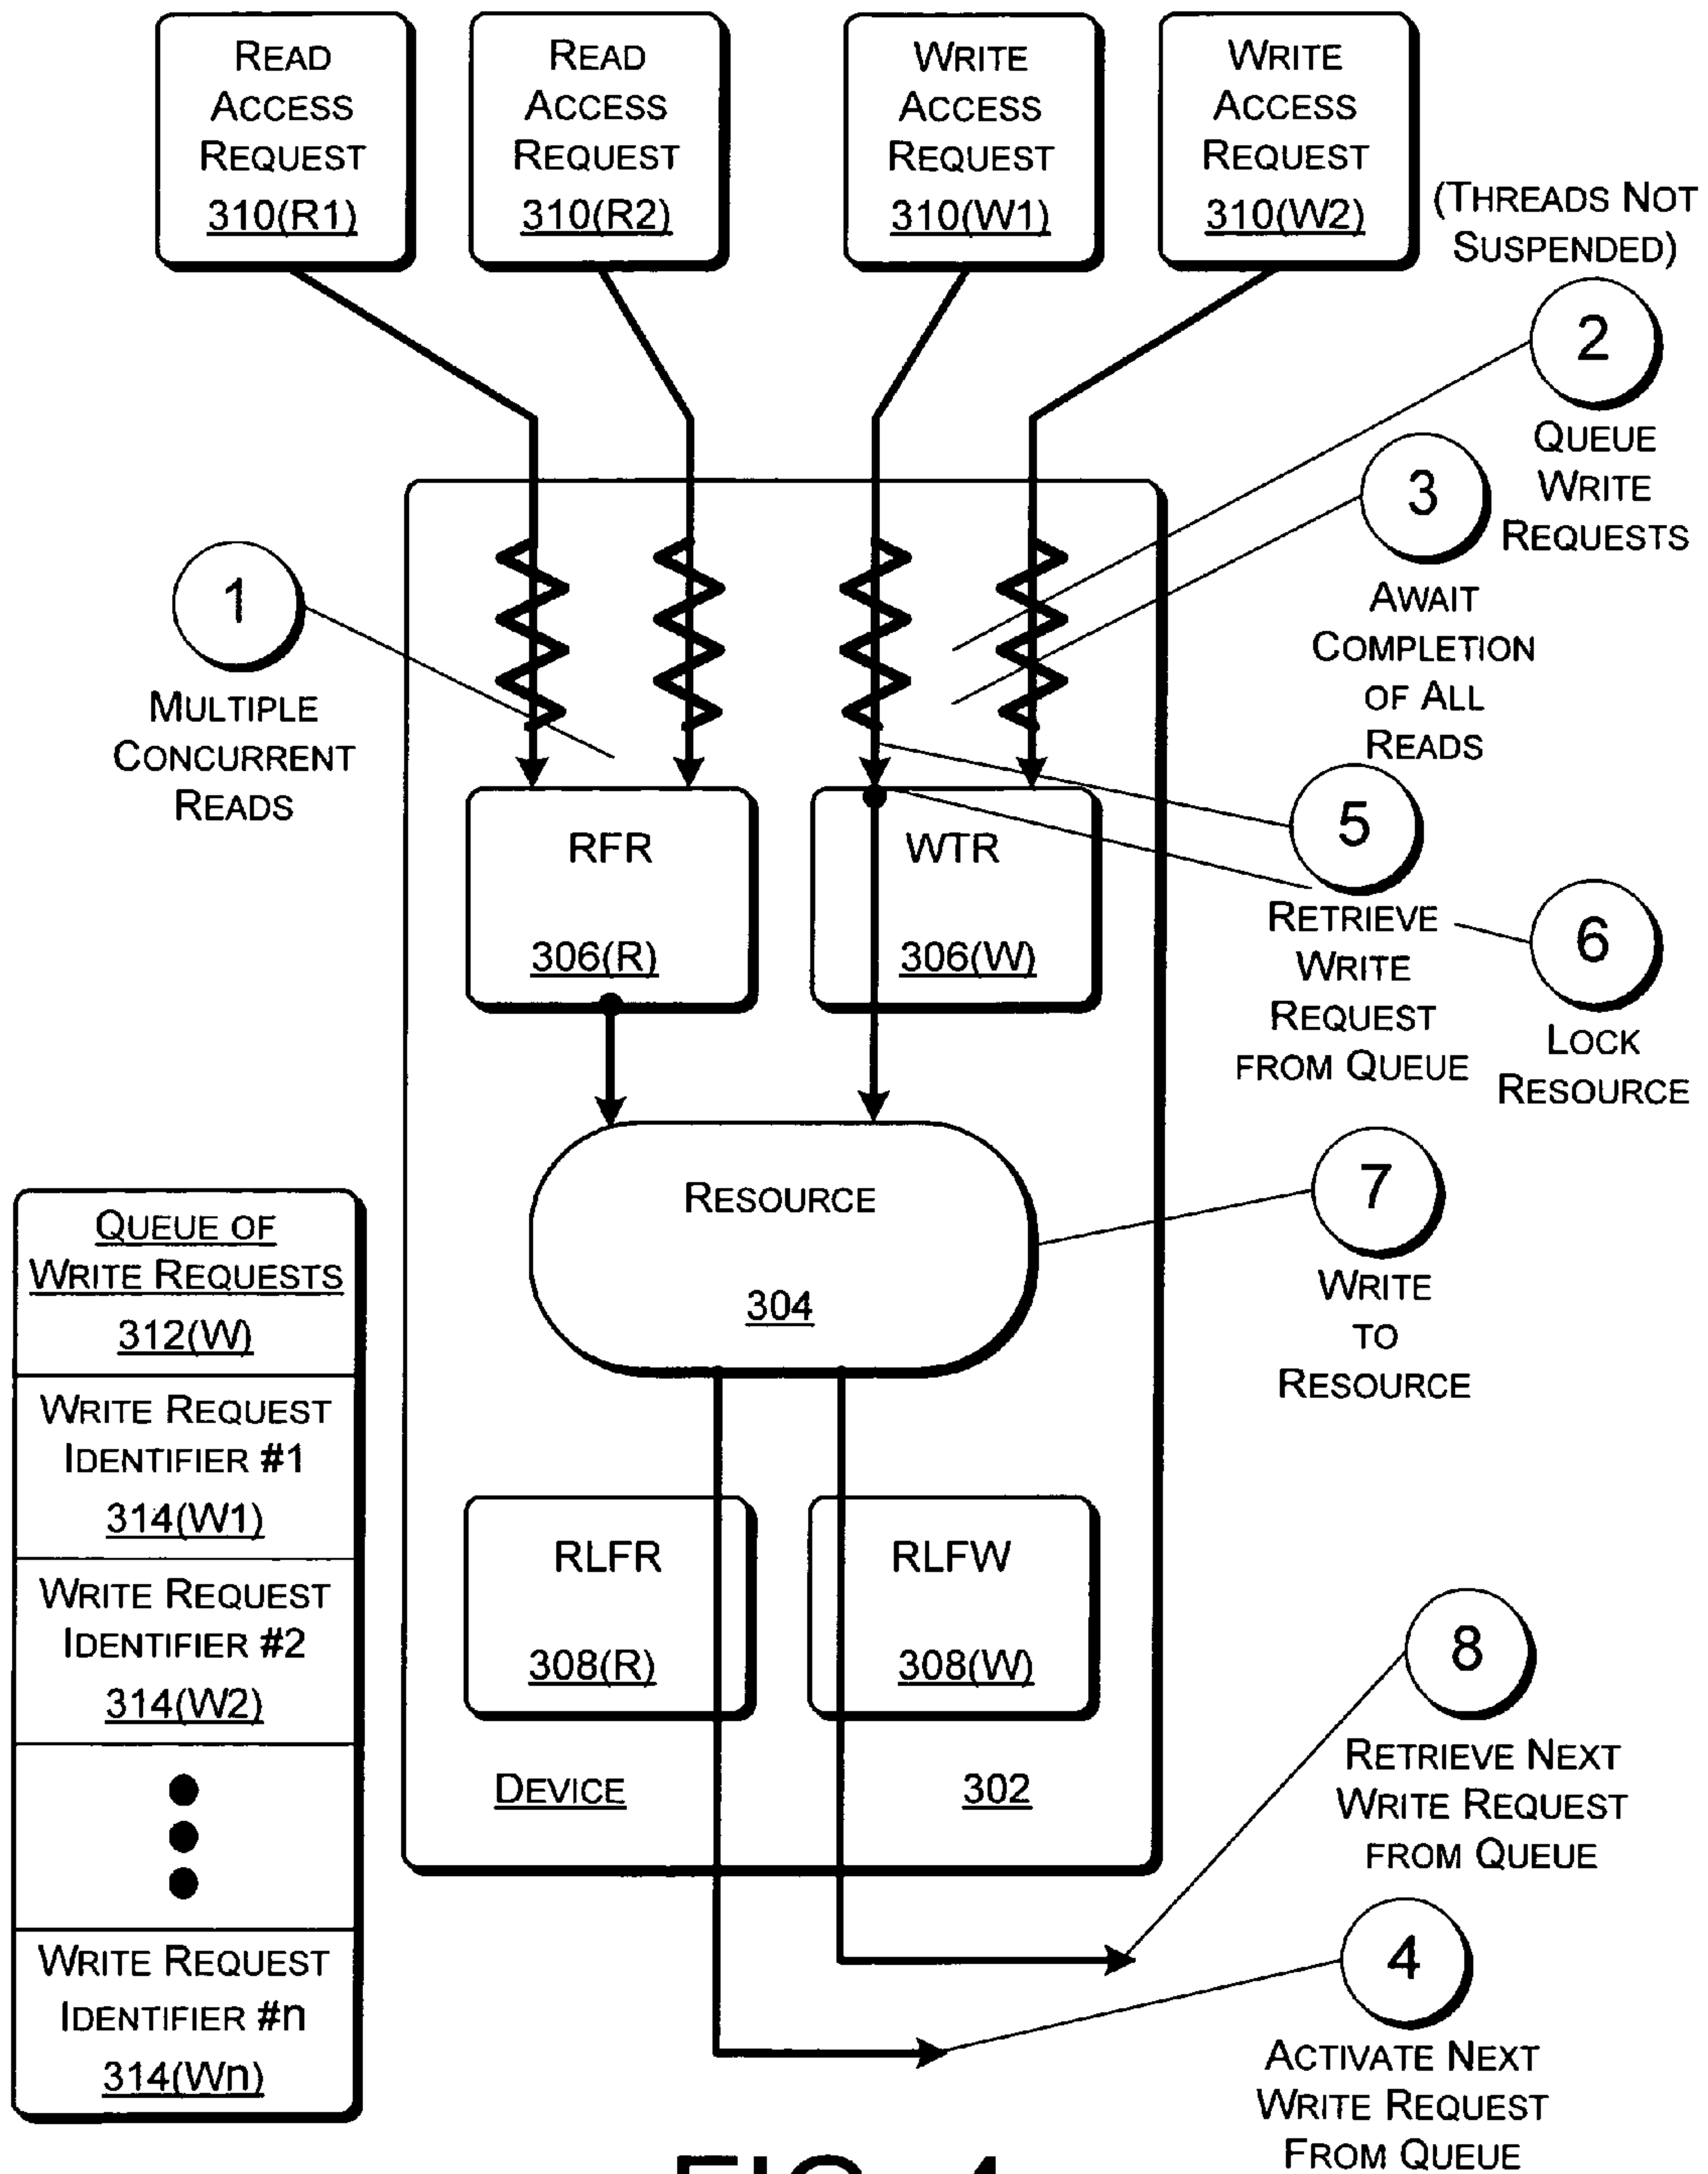 READ
ACCESS
REQUEST
310(R1)
READ
ACCESS
REQUEST
310(R2)
WRITE
ACCESS
REQUEST
310(W1)
WRITE
ACCESS
REQUEST
310(W2)
(THREADS NOT
SUSPENDED)
2
QUEUE
WRITE
REQUESTS
3
AWAIT
COMPLETION
OF ALL
READS
1
MULTIPLE
CONCURRENT
READS
RFR
306(R)
WTR
306(W)
5
RETRIEVE
WRITE
REQUEST
FROM QUEUE
6
LOCK
RESOURCE
RESOURCE
304
7
WRITE
TO
RESOURCE
QUEUE OF
WRITE REQUESTS
312(W)
WRITE REQUEST
IDENTIFIER #1
314(W1)
WRITE REQUEST
IDENTIFIER #2
314(W2)
WRITE REQUEST
IDENTIFIER #n
314(Wn)
RLFR
308(R)
RLFW
308(W)
DEVICE 302
8
RETRIEVE NEXT
WRITE REQUEST
FROM QUEUE
4
ACTIVATE NEXT
WRITE REQUEST
FROM QUEUE